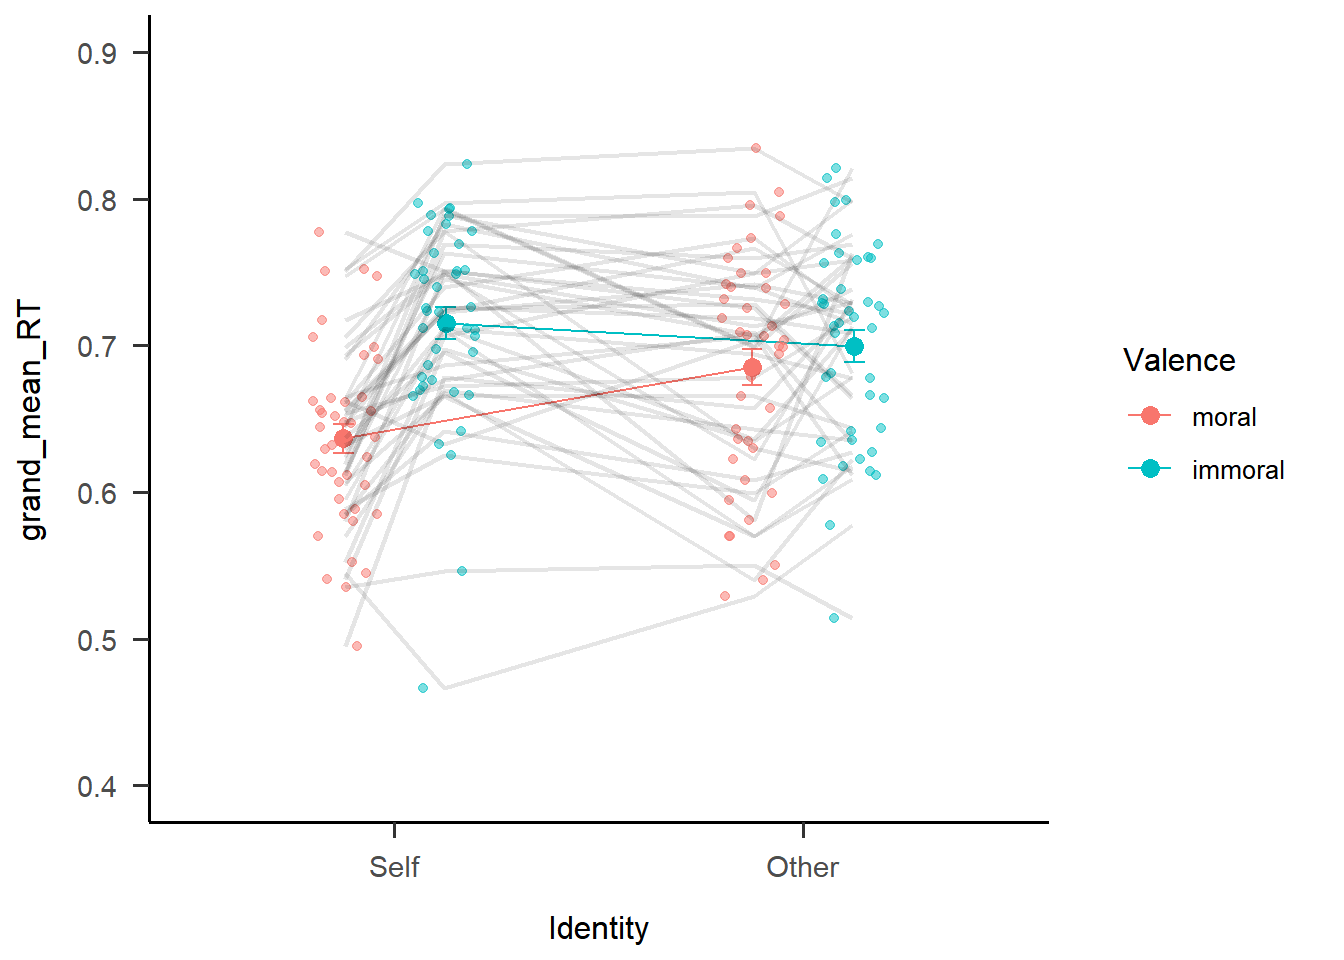 0.9
0.8
0.7
0.6
0.5
0.4
grand_mean_RT
Self
Other
Identity
Valence
moral
immoral